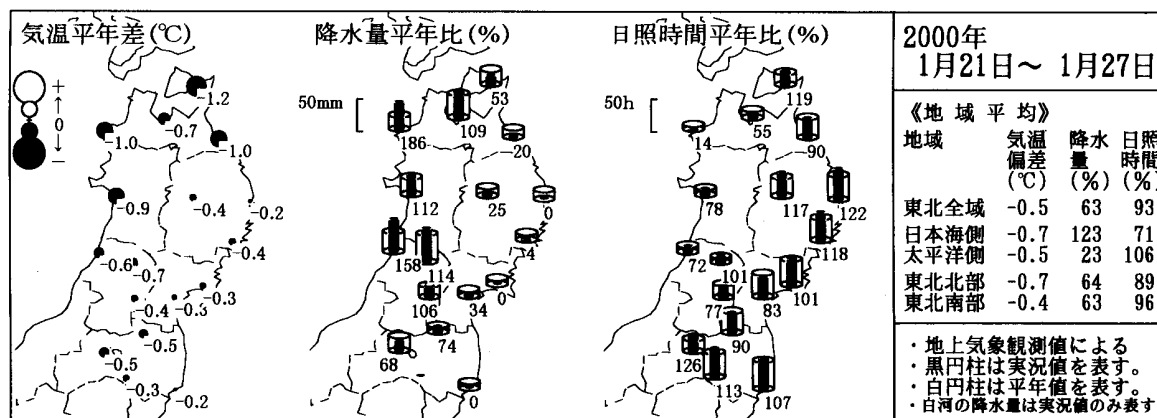 気温平年差(℃)
+
↑
0
↓
−
-1.2
-0.7
-1.0
-1.0
-0.9
-0.4
-0.2
-0.4
-0.6
-0.7
-0.3
-0.4
-0.3
-0.5
-0.5
-0.3
-0.2
降水量平年比(%)
50mm
53
109
186
20
112
25
0
4
158
114
0
106
34
74
68
0
日照時間平年比(%)
50h
119
55
14
90
78
117
122
118
72
101
101
77
83
90
126
113
107
2000年
1月21日～ 1月27日
《地 域 平 均》
地域 気温 降水 日照
偏差 量 時間
(℃) (%) (%)
東北全域 -0.5 63 93
日本海側 -0.7 123 71
太平洋側 -0.5 23 106
東北北部 -0.7 64 89
東北南部 -0.4 63 96
・地上気象観測値による
・黒円柱は実況値を表す。
・白円柱は平年値を表す。
・白河の降水量は実況値のみ表す